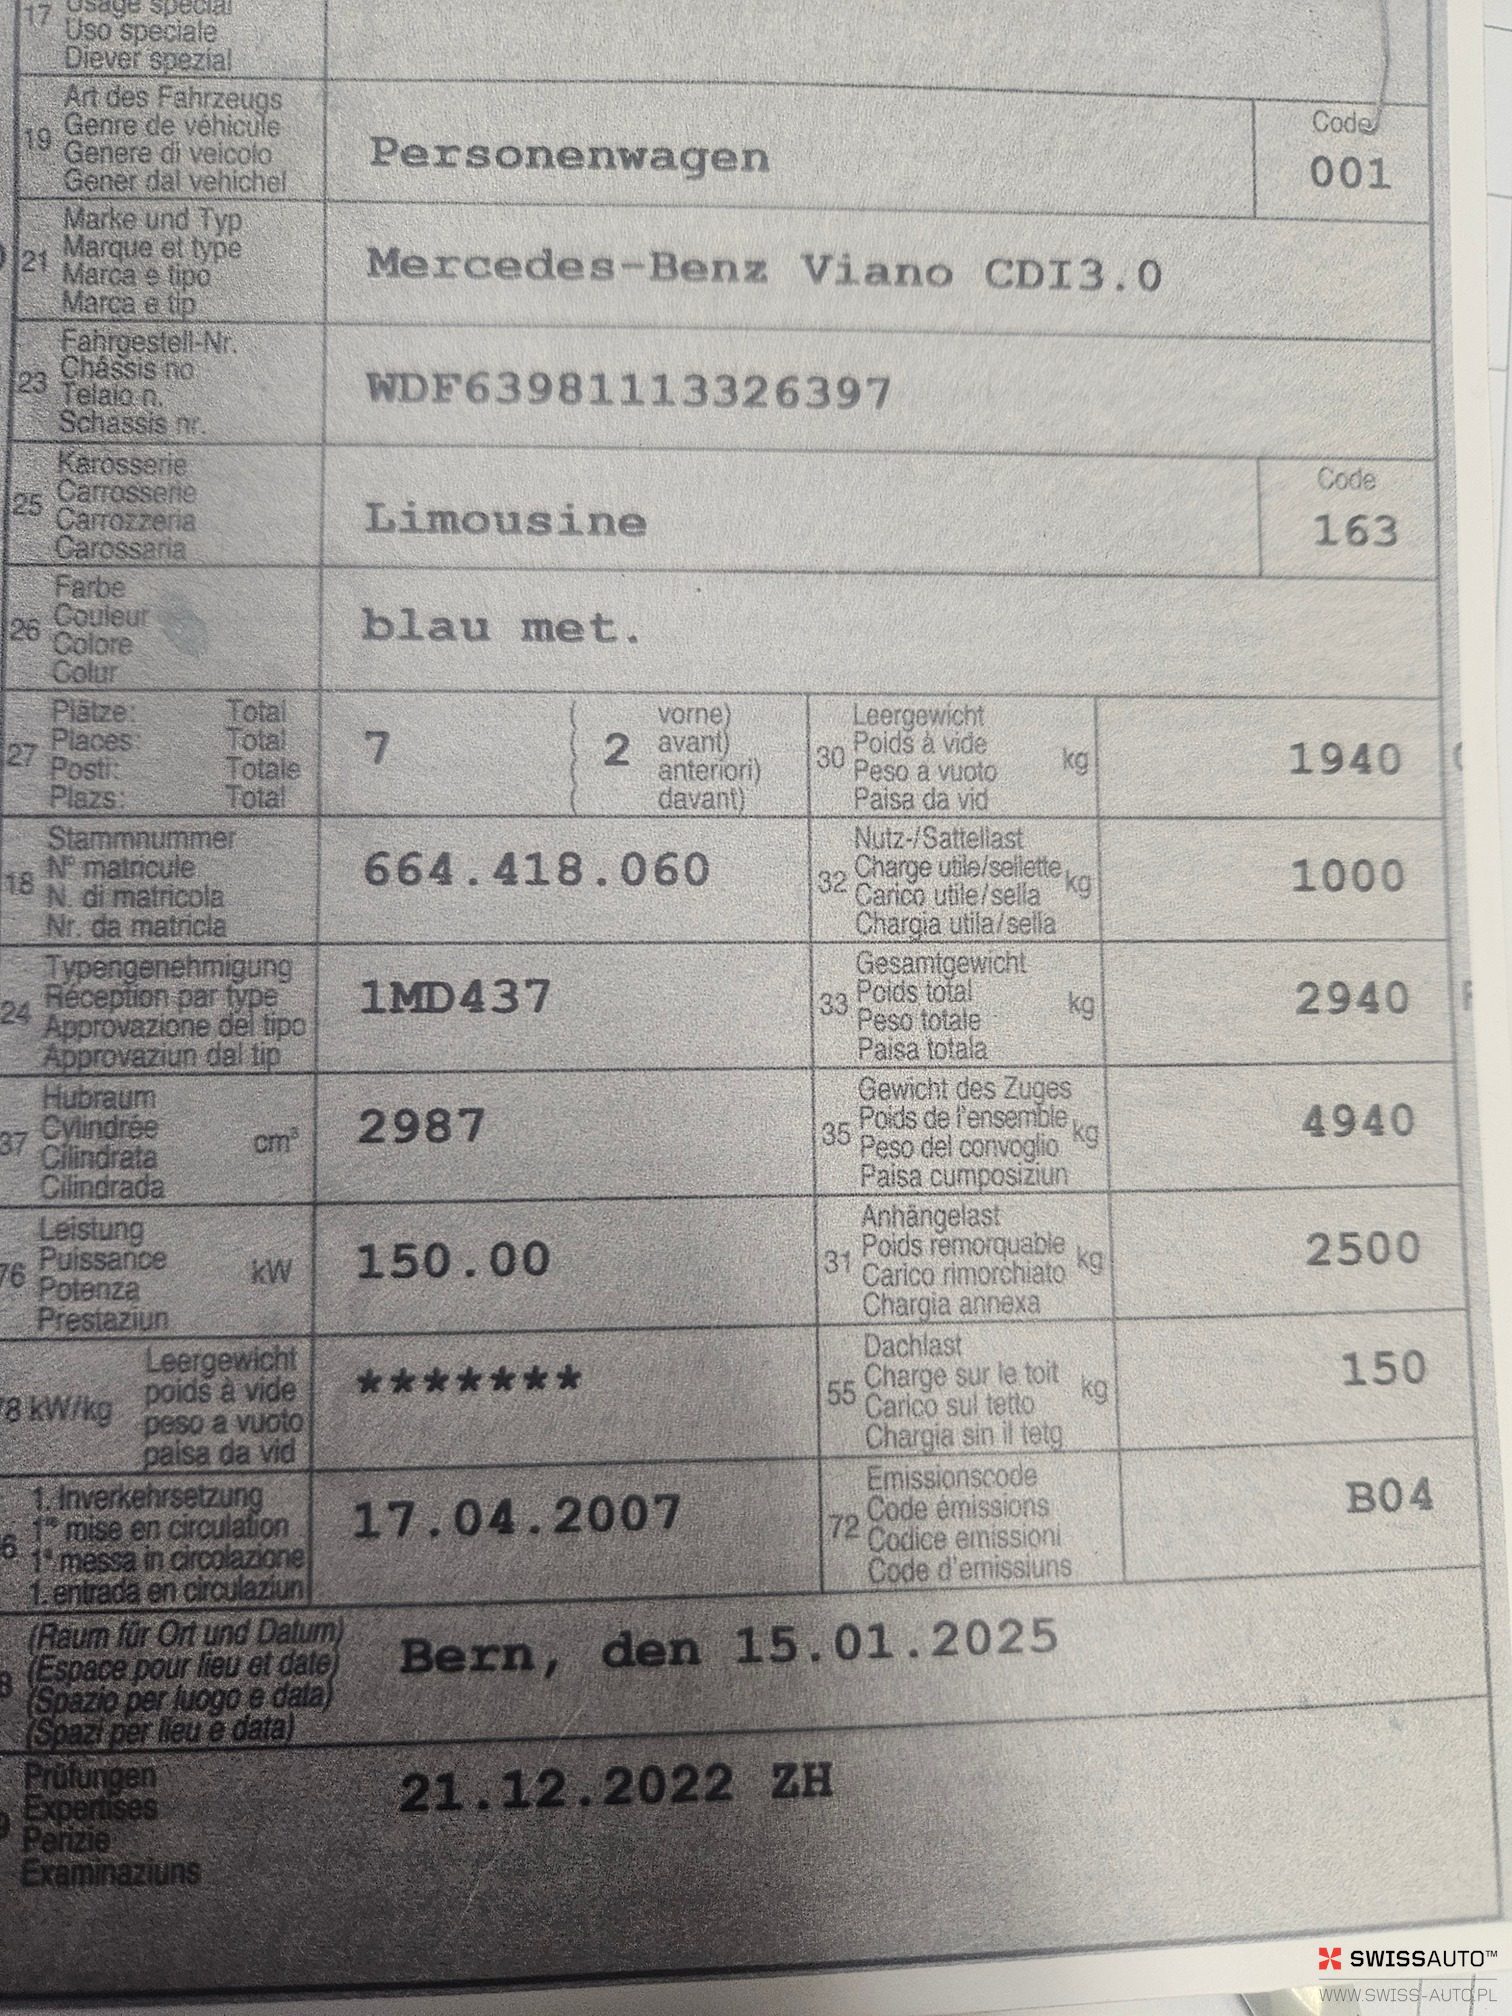 17 Usage spécial
Uso speciale
Diever spezial
19 Art des Fahrzeugs
Genre de véhicule
Genere di veicolo
Gener dal vehichel
Personenwagen
Code
001
21 Marke und Typ
Marque et type
Marca e tipo
Marca e tip
Mercedes-Benz Viano CDI3.0
23 Fahrgestell-Nr.
Châssis no
Telaio n.
Schassis nr.
WDF63981113326397
25 Karosserie
Carrosserie
Carrozzeria
Carossaria
Limousine
Code
163
26 Farbe
Couleur
Colore
Colur
blau met.
27 Plätze: Total
Places: Total
Posti: Totale
Plazs: Total
7 ( 2 vorne)
avant)
anteriori)
davant)
30 Leergewicht
Poids à vide
Peso a vuoto
Paisa da vid
kg
1940
18 Stammnummer
N° matricule
N. di matricola
Nr. da matricla
664.418.060
32 Nutz-/Sattellast
Charge utile/sellette
Carico utile/sella
Chargia utila/sella
kg
1000
24 Typengenehmigung
Réception par type
Approvazione del tipo
Approvaziun dal tip
1MD437
33 Gesamtgewicht
Poids total
Peso totale
Paisa totala
kg
2940
37 Hubraum
Cylindrée
Cilindrata
Cilindrada
cm³
2987
35 Gewicht des Zuges
Poids de l'ensemble
Peso del convoglio
Paisa cumposiziun
kg
4940
76 Leistung
Puissance
Potenza
Prestaziun
kW
150.00
31 Anhängelast
Poids remorquable
Carico rimorchiato
Chargia annexa
kg
2500
78 kW/kg Leergewicht
poids à vide
peso a vuoto
paisa da vid
*******
55 Dachlast
Charge sur le toit
Carico sul tetto
Chargia sin il tetg
kg
150
6 1. Inverkehrsetzung
1re mise en circulation
1a messa in circolazione
1. entrada en circulaziun
17.04.2007
72 Emissionscode
Code émissions
Codice emissioni
Code d'emissiuns
B04
8 (Raum für Ort und Datum)
(Espace pour lieu et date)
(Spazio per luogo e data)
(Spazi per lieu e data)
Bern, den 15.01.2025
9 Prüfungen
Expertises
Perizie
Examinaziuns
21.12.2022 ZH
SWISSAUTO™
WWW.SWISS-AUTO.PL